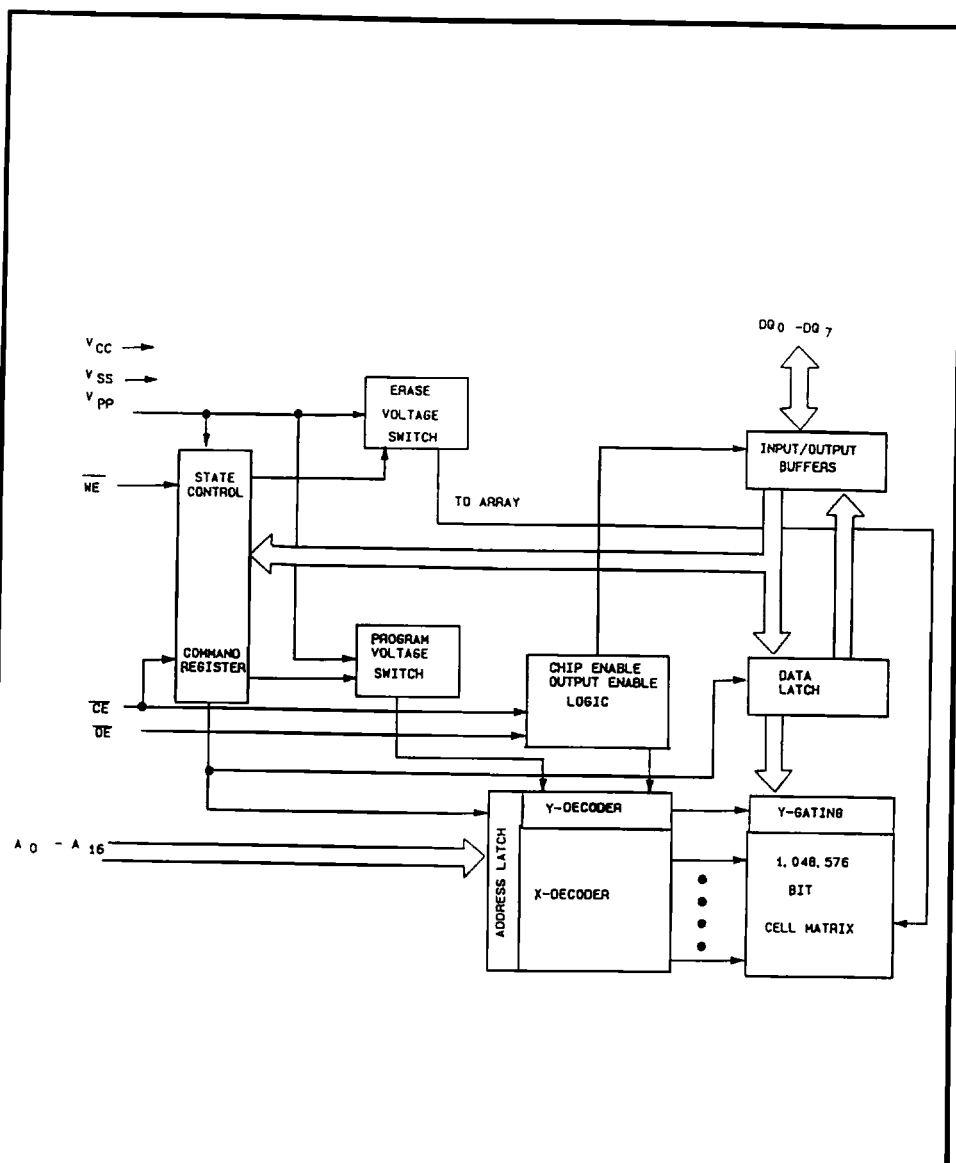 DQ0 -DQ7
VCC
VSS
VPP
ERASE
VOLTAGE
SWITCH
INPUT/OUTPUT
BUFFERS
WE
STATE
CONTROL
TO ARRAY
COMMAND
REGISTER
PROGRAM
VOLTAGE
SWITCH
CHIP ENABLE
OUTPUT ENABLE
LOGIC
DATA
LATCH
CE
OE
ADDRESS LATCH
Y-DECODER
Y-GATING
A0 - A16
X-DECODER
1,048,576
BIT
CELL MATRIX